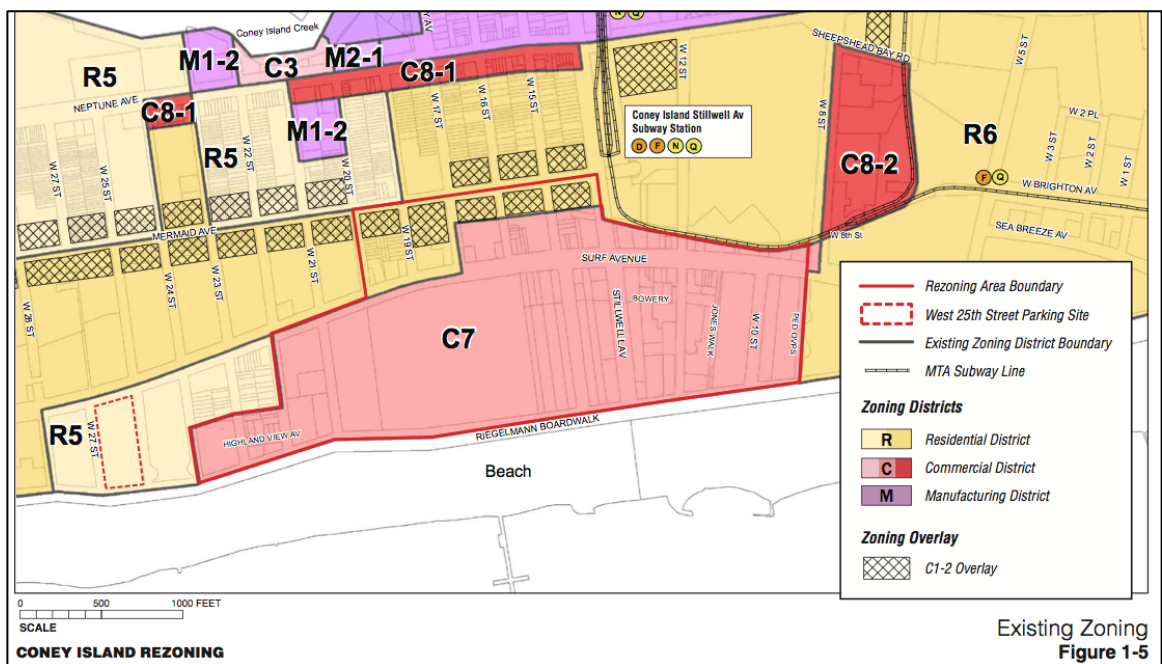 Coney Island Creek
M1-2
C3
M2-1
C8-1
R5
NEPTUNE AVE
C8-1
M1-2
R5
W 27 ST
W 25 ST
W 22 ST
W 20 ST
W 17 ST
W 16 ST
W 15 ST
N Q
W 12 ST
Coney Island Stillwell Av
Subway Station
D F N Q
SHEEPSHEAD BAY RD
W 8 ST
C8-2
R6
W 5 ST
W 2 PL
W 3 ST
W 2 ST
W 1 ST
F Q
W BRIGHTON AV
SEA BREEZE AV
W 8th St
MERMAID AVE
W 28 ST
W 24 ST
W 23 ST
W 21 ST
W 19 ST
SURF AVENUE
STILLWELL AV
BOWERY
JONES WALK
W 10 ST
PED OVPS
C7
R5
W 27 ST
HIGHLAND VIEW AV
RIEGELMANN BOARDWALK
Beach
Rezoning Area Boundary
West 25th Street Parking Site
Existing Zoning District Boundary
MTA Subway Line
Zoning Districts
R Residential District
C Commercial District
M Manufacturing District
Zoning Overlay
C1-2 Overlay
0 500 1000 FEET
SCALE
CONEY ISLAND REZONING
Existing Zoning
Figure 1-5